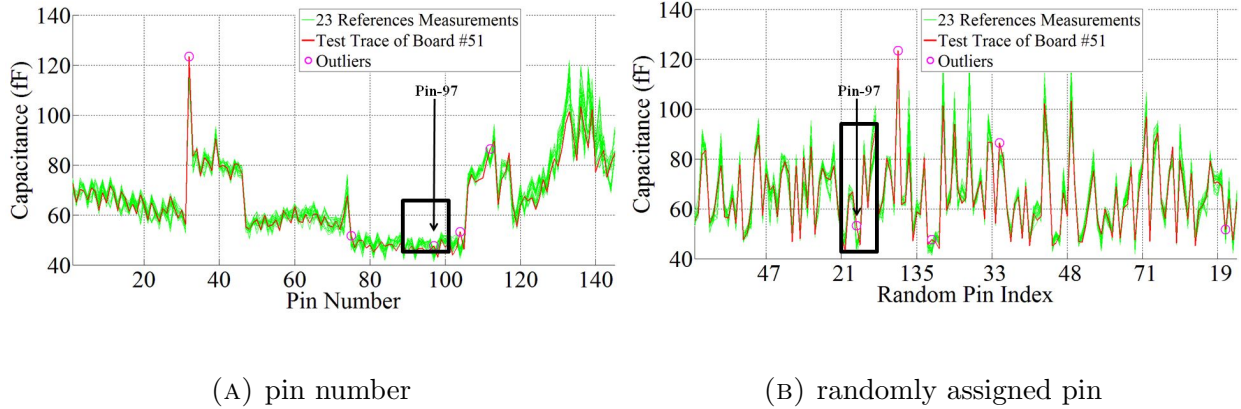 23 References Measurements
Test Trace of Board #51
Outliers
Pin-97
Capacitance (fF)
140
120
100
80
60
40
0 20 40 60 80 100 120 140
Pin Number
(A) pin number
23 References Measurements
Test Trace of Board #51
Outliers
Pin-97
Capacitance (fF)
140
120
100
80
60
40
47 21 135 33 48 71 19
Random Pin Index
(B) randomly assigned pin